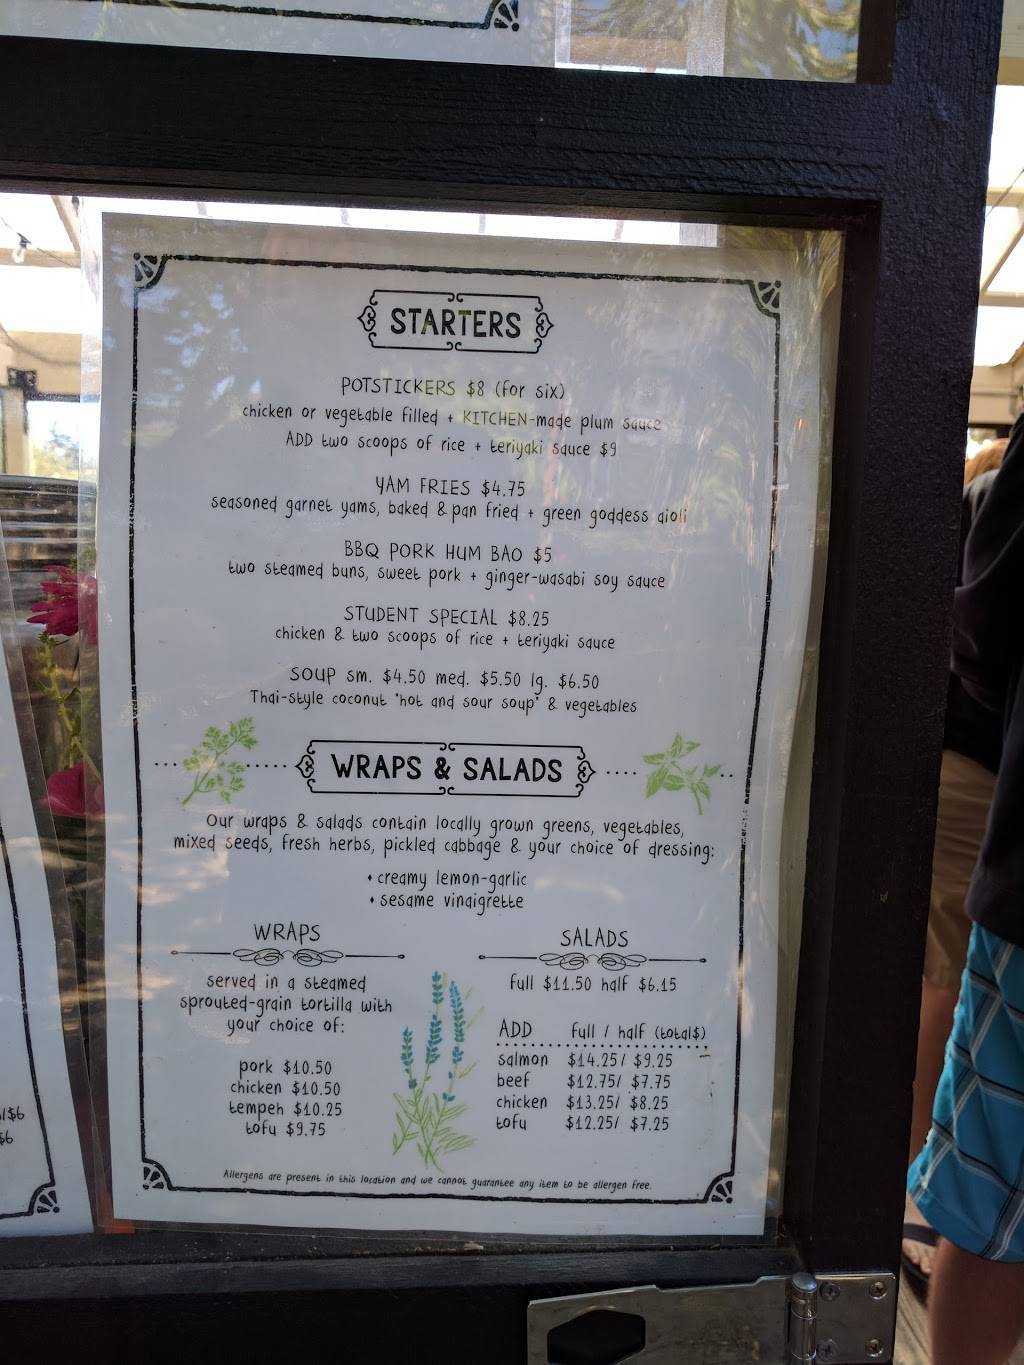 STARTERS
POTSTICKERS $8 (for six)
chicken or vegetable filled + KITCHEN-made plum sauce
ADD two scoops of rice + teriyaki sauce $9
YAM FRIES $4.75
seasoned garnet yams, baked & pan fried + green goddess aioli
BBQ PORK HUM BAO $5
two steamed buns, sweet pork + ginger-wasabi soy sauce
STUDENT SPECIAL $8.25
chicken & two scoops of rice + teriyaki sauce
SOUP sm. $4.50 med. $5.50 lg. $6.50
Thai-style coconut "hot and sour soup" & vegetables
WRAPS & SALADS
Our wraps & salads contain locally grown greens, vegetables,
mixed seeds, fresh herbs, pickled cabbage & your choice of dressing:
• creamy lemon-garlic
• sesame vinaigrette
WRAPS
served in a steamed
sprouted-grain tortilla with
your choice of:
pork $10.50
chicken $10.50
tempeh $10.25
tofu $9.75
SALADS
full $11.50 half $6.15
ADD full / half (total$)
salmon $14.25/ $9.25
beef $12.75/ $7.75
chicken $13.25/ $8.25
tofu $12.25/ $7.25
Allergens are present in this location and we cannot guarantee any item to be allergen free.
/$6
$6